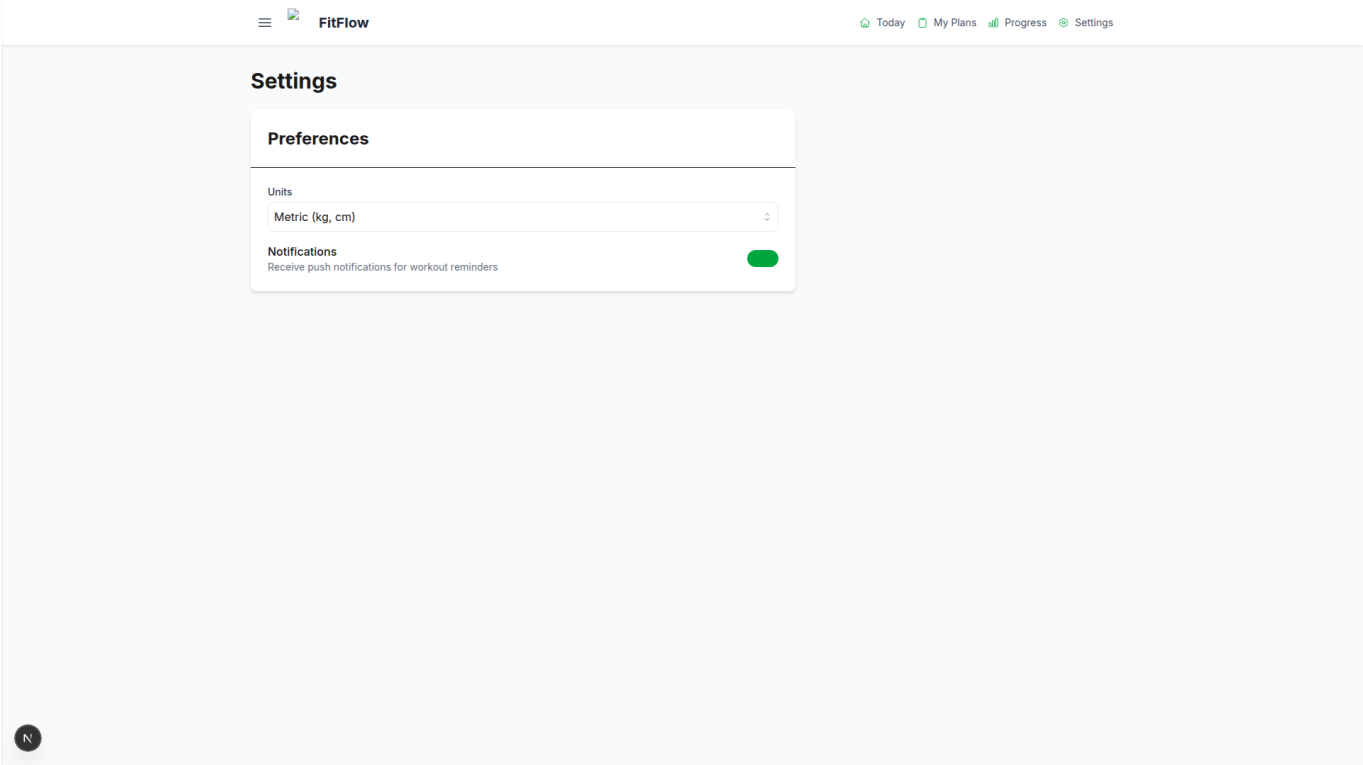 FitFlow
Today
My Plans
Progress
Settings
Settings
Preferences
Units
Metric (kg, cm)
Notifications
Receive push notifications for workout reminders
N